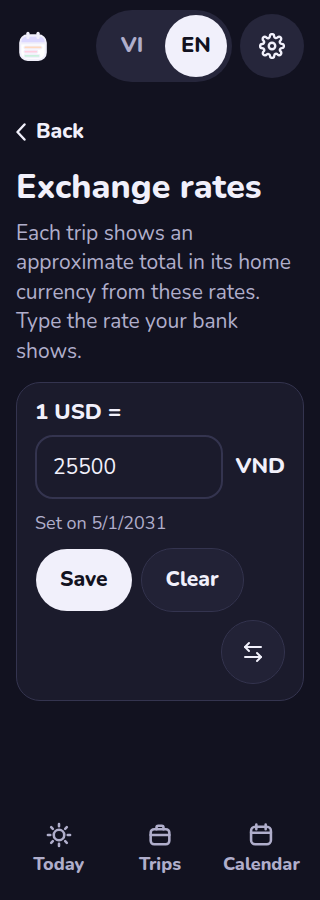 VI
EN
Back
Exchange rates
Each trip shows an
approximate total in its home
currency from these rates.
Type the rate your bank
shows.
1 USD =
25500
VND
Set on 5/1/2031
Save
Clear
Today
Trips
Calendar